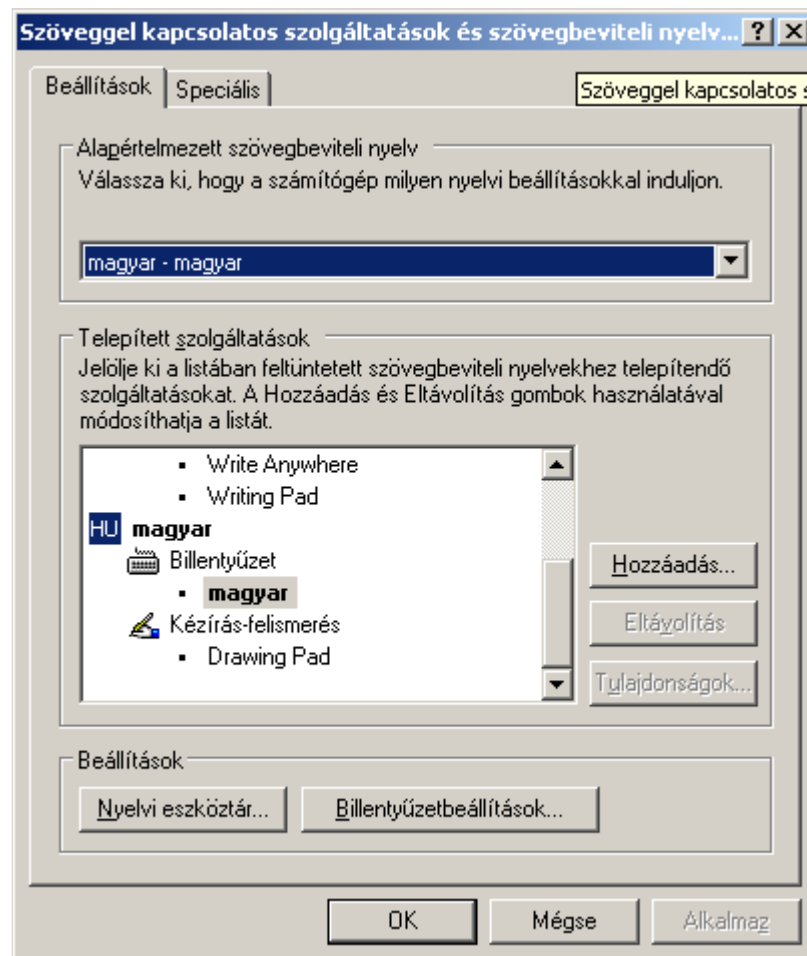 Szöveggel kapcsolatos szolgáltatások és szövegbeviteli nyelv...
Beállítások
Speciális
Szöveggel kapcsolatos s
Alapértelmezett szövegbeviteli nyelv
Válassza ki, hogy a számítógép milyen nyelvi beállításokkal induljon.
magyar - magyar
Telepített szolgáltatások
Jelölje ki a listában feltüntetett szövegbeviteli nyelvekhez telepítendő
szolgáltatásokat. A Hozzáadás és Eltávolítás gombok használatával
módosíthatja a listát.
Write Anywhere
Writing Pad
HU magyar
Billentyűzet
magyar
Kézírás-felismerés
Drawing Pad
Hozzáadás...
Eltávolítás
Tulajdonságok...
Beállítások
Nyelvi eszköztár...
Billentyűzetbeállítások...
OK
Mégse
Alkalmaz